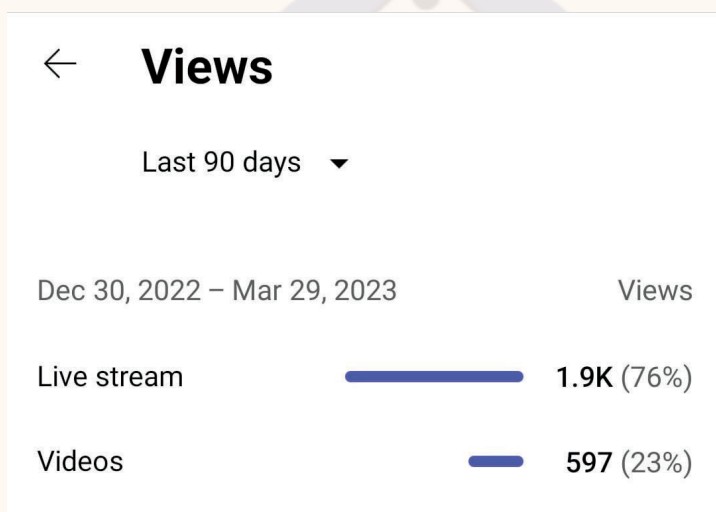 Views
Last 90 days
Dec 30, 2022 – Mar 29, 2023 Views
Live stream 1.9K (76%)
Videos 597 (23%)